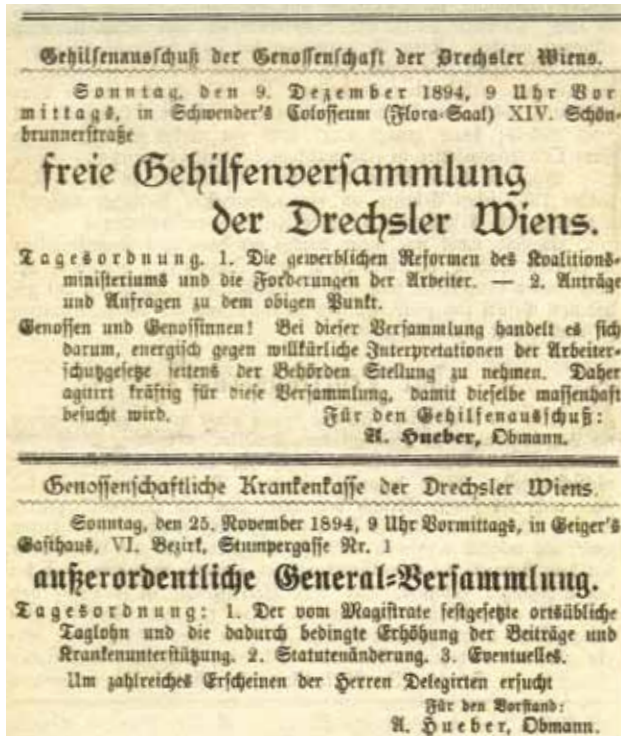 Gehilfenausschuß der Genossenschaft der Drechsler Wiens.
Sonntag, den 9. Dezember 1894, 9 Uhr Vor
mittags, in Schwender's Colosseum (Flora-Saal) XIV. Schön-
brunnerstraße
freie Gehilfenversammlung
der Drechsler Wiens.
Tagesordnung. 1. Die gewerblichen Reformen des Koalitions-
ministeriums und die Forderungen der Arbeiter. — 2. Anträge
und Anfragen zu dem obigen Punkt.
Genossen und Genossinnen! Bei dieser Versammlung handelt es sich
darum, energisch gegen willkürliche Interpretationen der Arbeiter-
schutzgesetze seitens der Behörden Stellung zu nehmen. Daher
agitirt kräftig für diese Versammlung, damit dieselbe massenhaft
besucht wird. Für den Gehilfenausschuß:
A. Hueber, Obmann.
Genossenschaftliche Krankenkasse der Drechsler Wiens.
Sonntag, den 25. November 1894, 9 Uhr Vormittags, in Geiger's
Gasthaus, VI. Bezirk, Stumpergasse Nr. 1
außerordentliche General-Versammlung.
Tagesordnung: 1. Der vom Magistrate festgesetzte ortsübliche
Taglohn und die dadurch bedingte Erhöhung der Beiträge und
Krankenunterstützung. 2. Statutenänderung. 3. Eventuelles.
Um zahlreiches Erscheinen der Herren Delegirten ersucht
Für den Vorstand:
A. Hueber, Obmann.